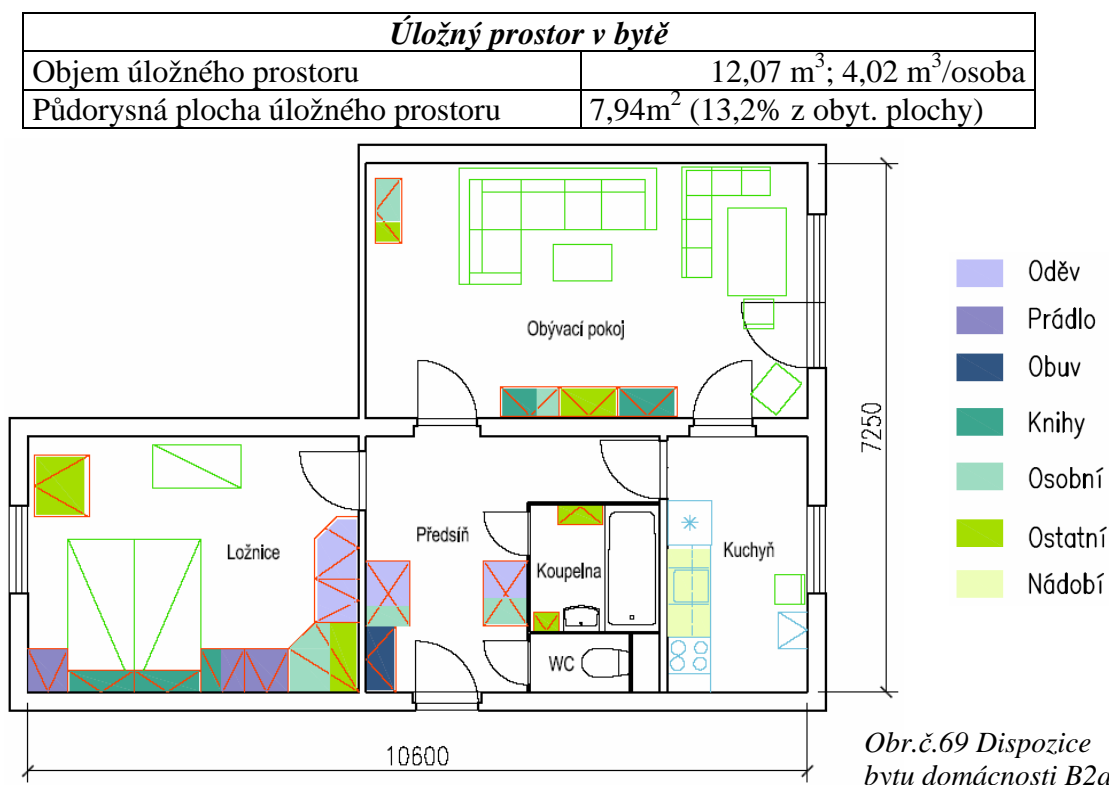 Úložný prostor v bytě
Objem úložného prostoru 12,07 m³; 4,02 m³/osoba
Půdorysná plocha úložného prostoru 7,94m² (13,2% z obyt. plochy)
Obývací pokoj
Ložnice
Předsíň
Koupelna
WC
Kuchyň
7250
10600
Oděv
Prádlo
Obuv
Knihy
Osobní
Ostatní
Nádobí
Obr.č.69 Dispozice
bytu domácnosti B2a